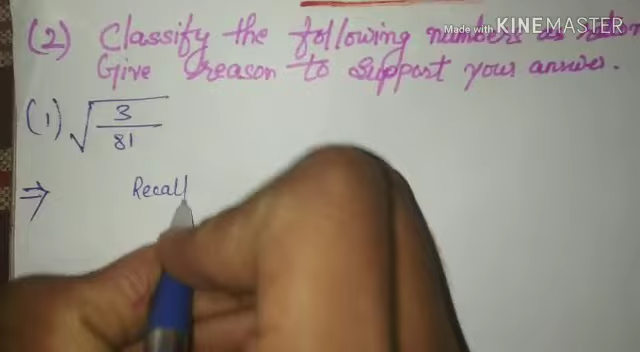 Made with KINEMASTER
(2) Classify the following numbers as
Give reason to support your answer.
(1) √(3/81)
⇒ Recall